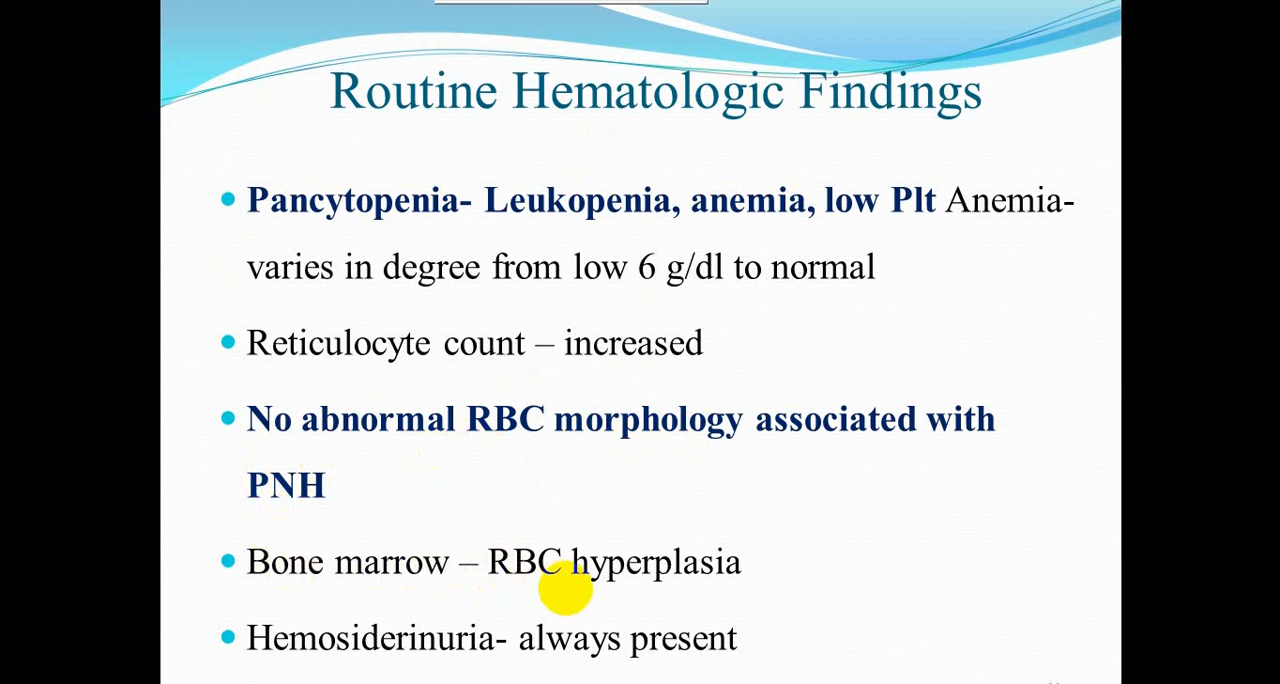 Routine Hematologic Findings
Pancytopenia- Leukopenia, anemia, low Plt Anemia-
varies in degree from low 6 g/dl to normal
Reticulocyte count – increased
No abnormal RBC morphology associated with
PNH
Bone marrow – RBC hyperplasia
Hemosiderinuria- always present